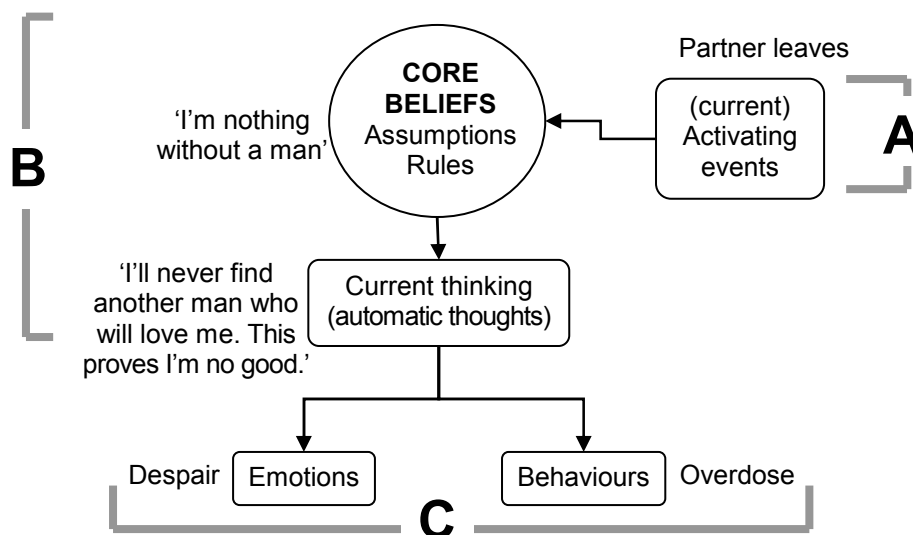 Partner leaves
CORE
BELIEFS
Assumptions
Rules
(current)
Activating
events
A
‘I'm nothing
without a man’
B
‘I'll never find
another man who
will love me. This
proves I’m no good.’
Current thinking
(automatic thoughts)
Despair
Emotions
Behaviours
Overdose
C